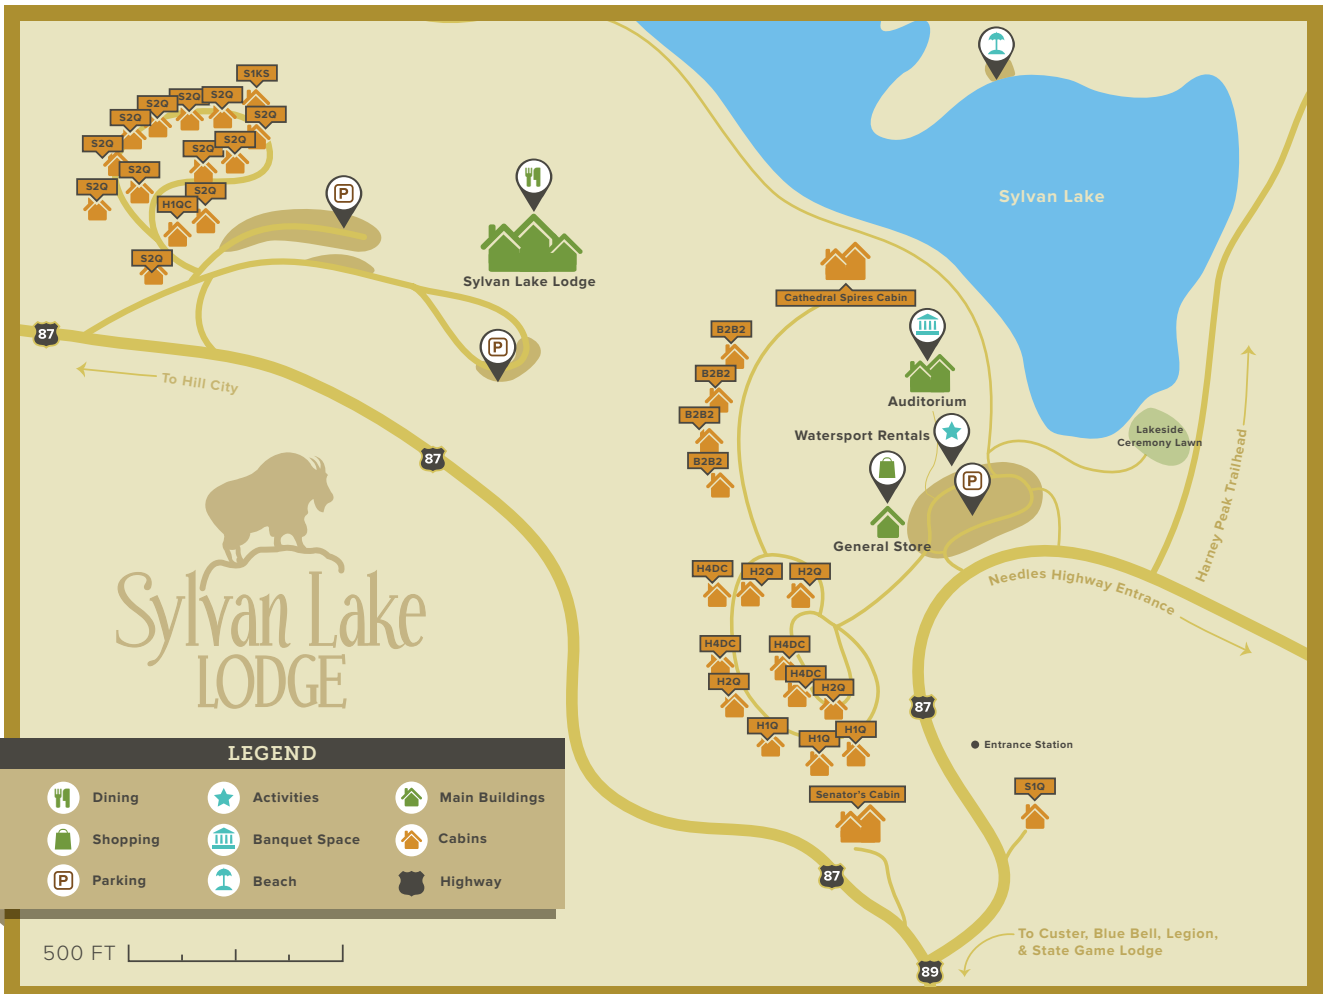 S1KS
S2Q
S2Q
S2Q
S2Q
S2Q
S2Q
S2Q
S2Q
S2Q
S2Q
S2Q
S2Q
H1QC
S2Q
P
Sylvan Lake Lodge
P
87
To Hill City
87
Sylvan Lake
LODGE
Sylvan Lake
Cathedral Spires Cabin
B2B2
B2B2
B2B2
B2B2
Auditorium
Watersport Rentals
P
General Store
Lakeside
Ceremony Lawn
Harney Peak Trailhead
Needles Highway Entrance
H4DC
H2Q
H2Q
H4DC
H4DC
H4DC
H2Q
H2Q
H1Q
H1Q
H1Q
87
Entrance Station
Senator's Cabin
S1Q
87
89
To Custer, Blue Bell, Legion,
& State Game Lodge
LEGEND
Dining
Activities
Main Buildings
Shopping
Banquet Space
Cabins
P
Parking
Beach
Highway
500 FT